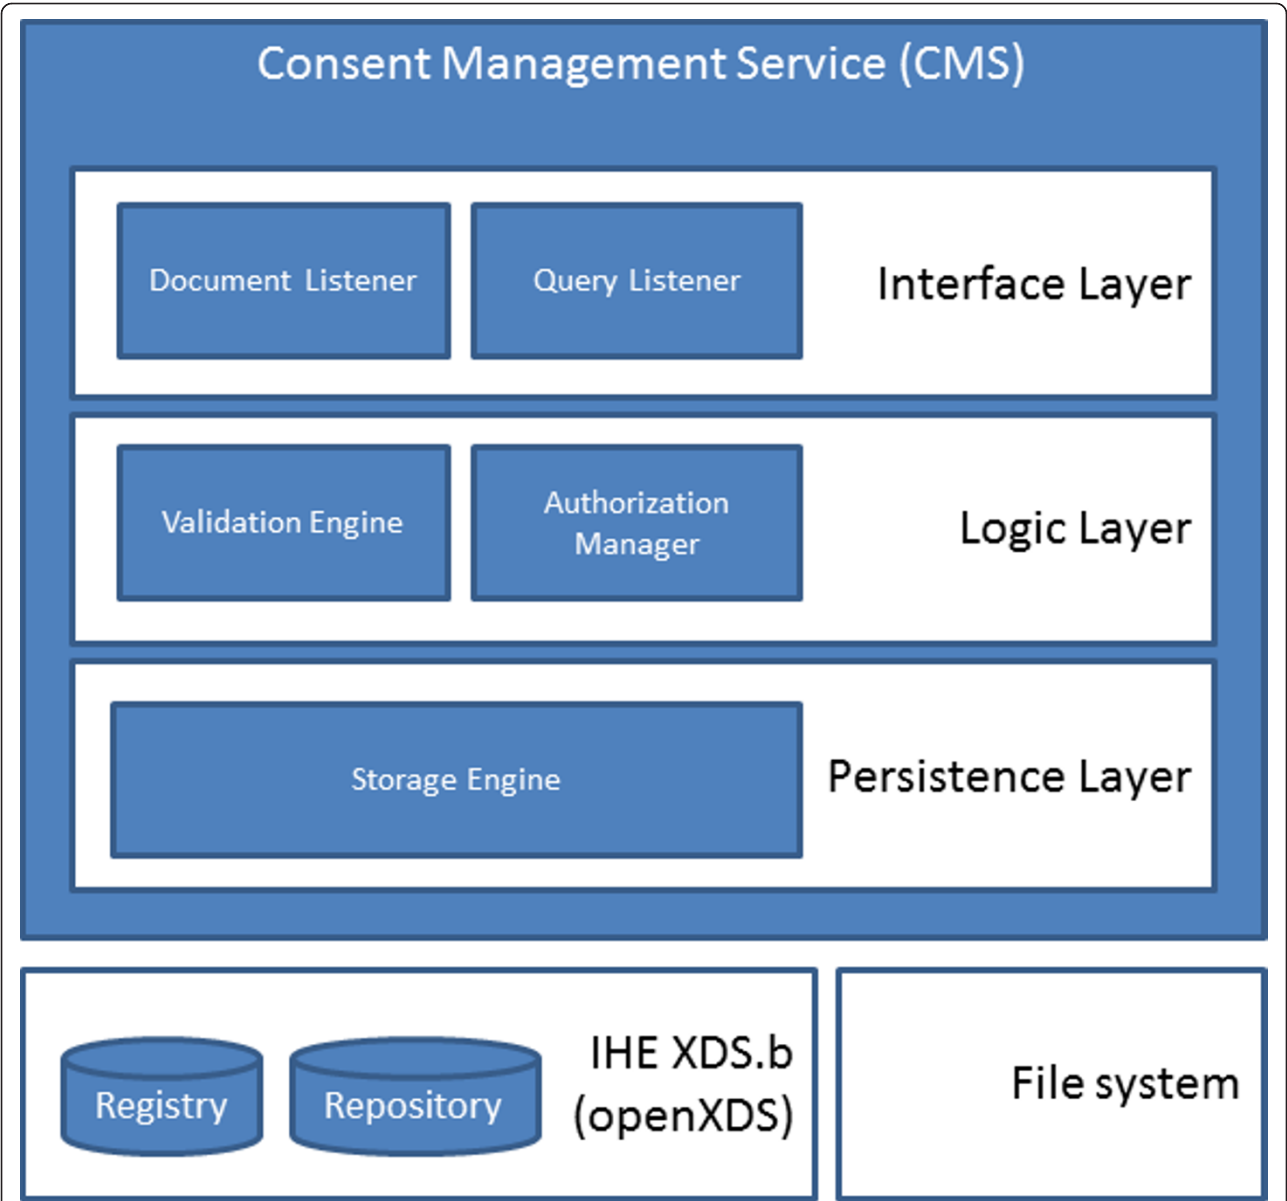 Consent Management Service (CMS)
Document Listener
Query Listener
Interface Layer
Validation Engine
Authorization
Manager
Logic Layer
Storage Engine
Persistence Layer
Registry
Repository
IHE XDS.b
(openXDS)
File system